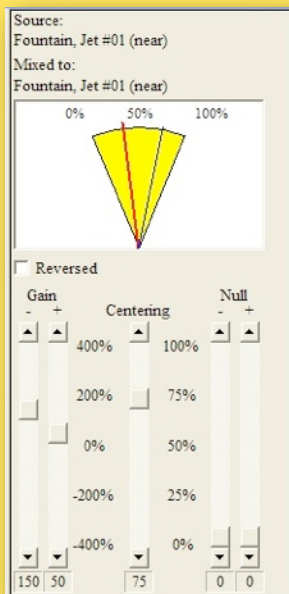 Source:
Fountain, Jet #01 (near)
Mixed to:
Fountain, Jet #01 (near)
0% 50% 100%
Reversed
Gain Null
- + Centering - +
400% 100%
200% 75%
0% 50%
-200% 25%
-400% 0%
150 50 75 0 0